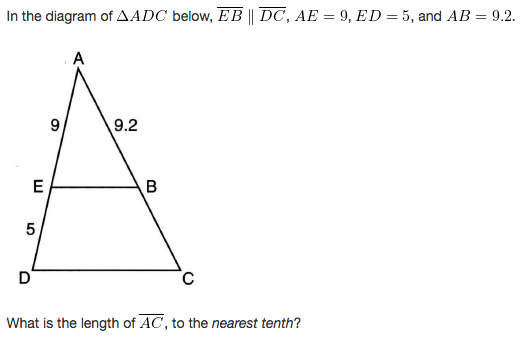 In the diagram of △ADC below, EB ∥ DC, AE = 9, ED = 5, and AB = 9.2.
A
9 9.2
E B
5
D C
What is the length of AC, to the nearest tenth?